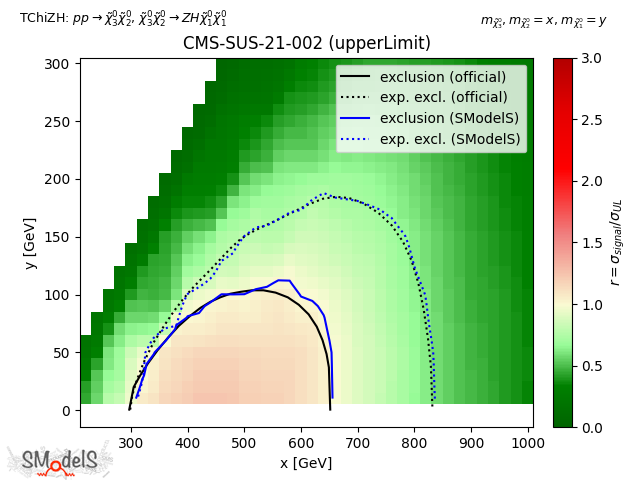 TChiZH: pp → χ̃⁰₃χ̃⁰₂, χ̃⁰₃χ̃⁰₂ → ZHχ̃⁰₁χ̃⁰₁
m_χ̃⁰₃, m_χ̃⁰₂ = x, m_χ̃⁰₁ = y
CMS-SUS-21-002 (upperLimit)
exclusion (official)
exp. excl. (official)
exclusion (SModelS)
exp. excl. (SModelS)
300
250
200
150
100
50
0
y [GeV]
300 400 500 600 700 800 900 1000
x [GeV]
3.0
2.5
2.0
1.5
1.0
0.5
0.0
r = σ_signal/σ_UL
SModelS